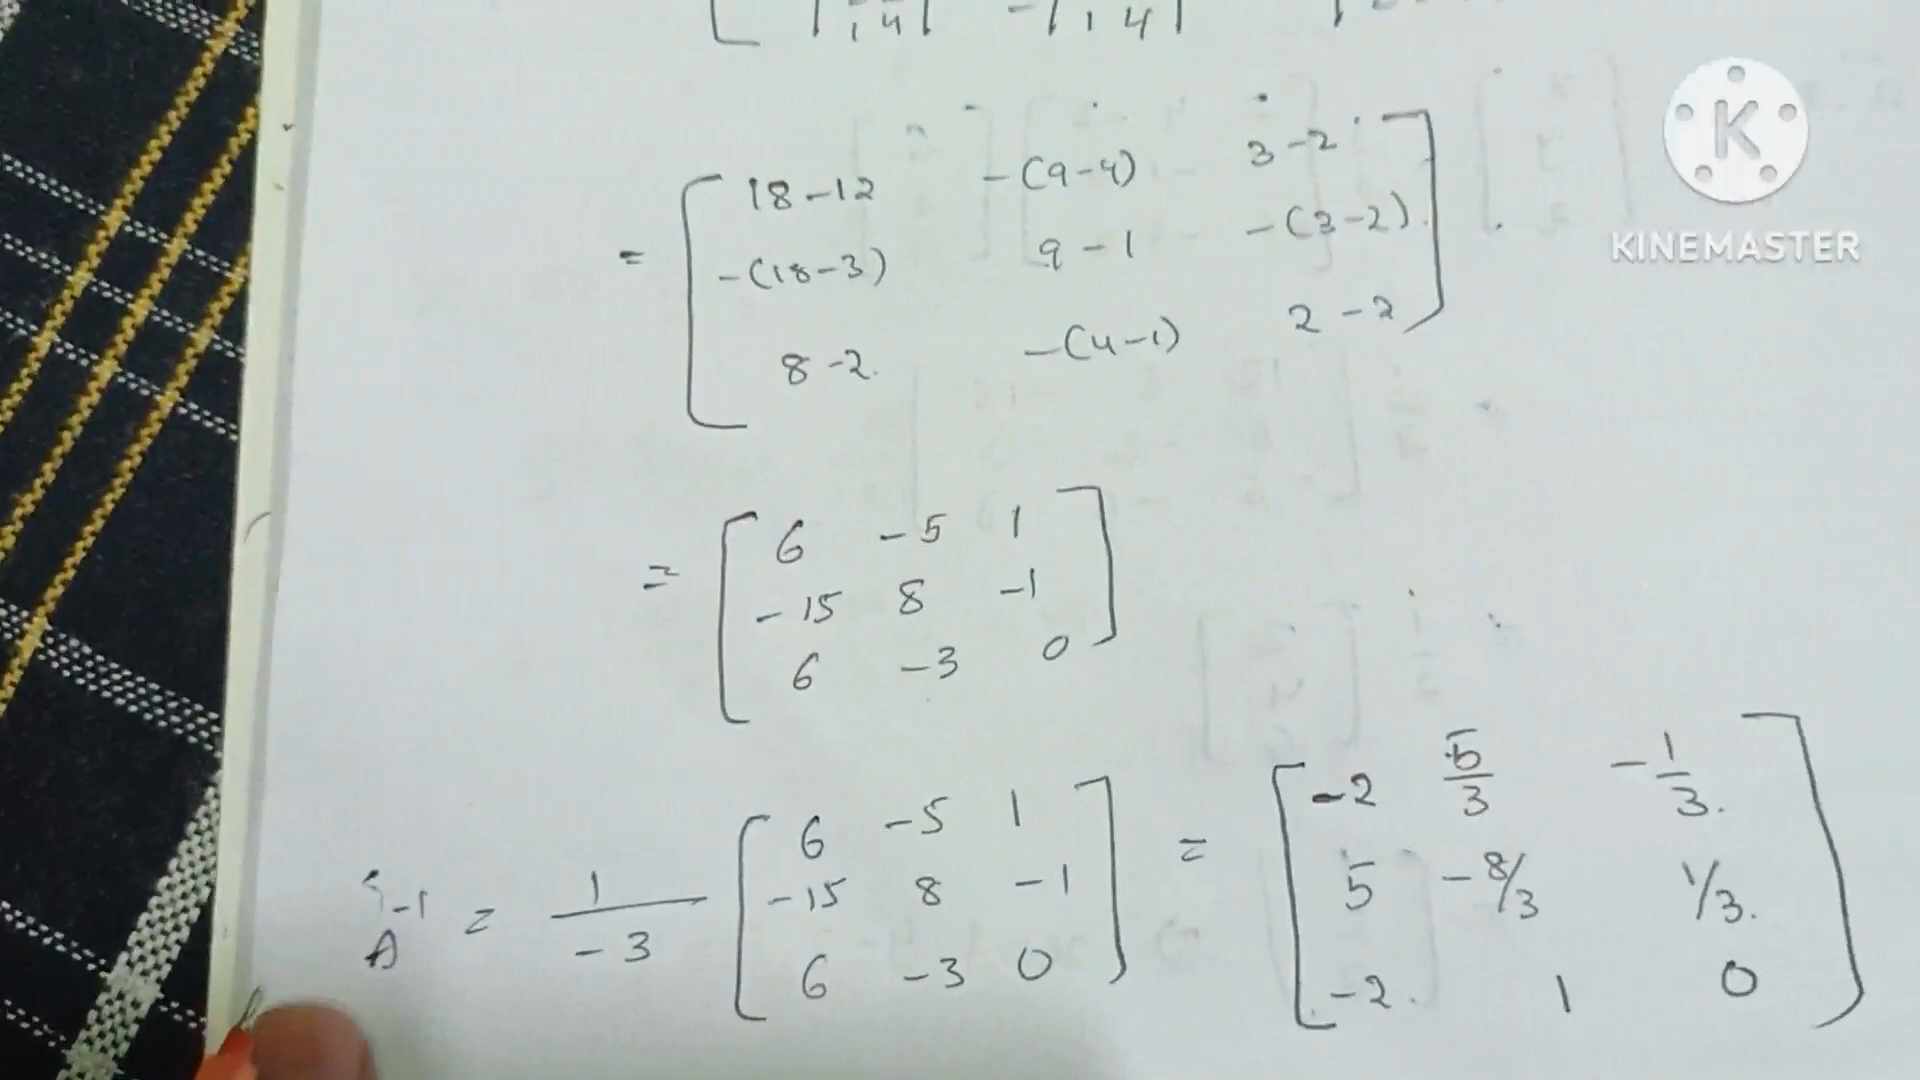 18-12 -(9-4) 3-2
= -(18-3) 9-1 -(3-2)
8-2 -(4-1) 2-2
6 -5 1
= -15 8 -1
6 -3 0
A⁻¹ = 1/-3 [6 -5 1 -15 8 -1 6 -3 0] = [-2 5/3 -1/3 5 -8/3 1/3 -2 1 0]
K
KINEMASTER